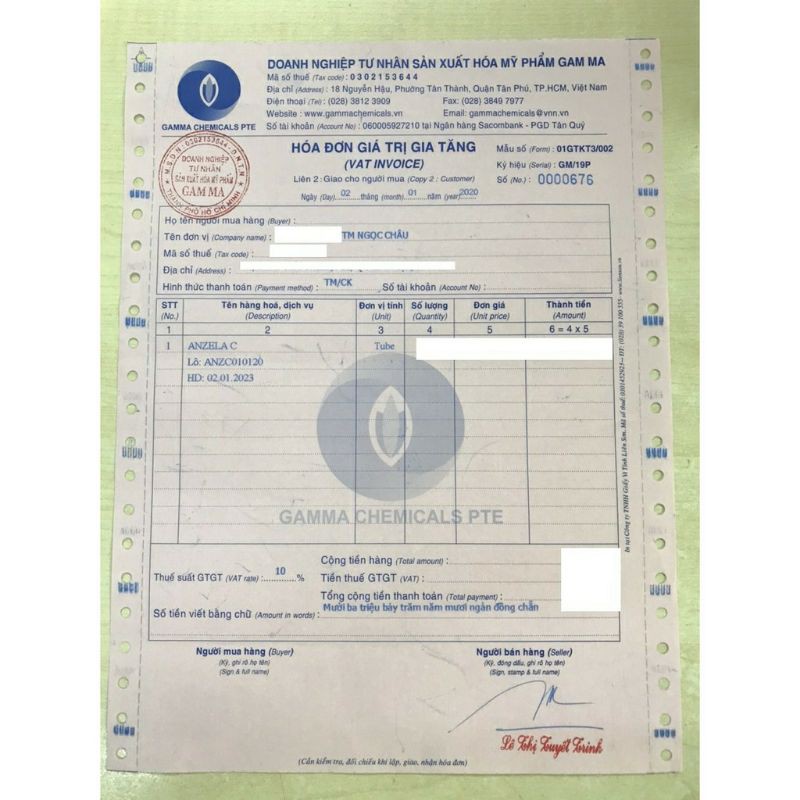 DOANH NGHIỆP TƯ NHÂN SẢN XUẤT HÓA MỸ PHẨM GAM MA
Mã số thuế (Tax code) : 0302153644
Địa chỉ (Address) : 18 Nguyễn Hậu, Phường Tân Thành, Quận Tân Phú, TP.HCM, Việt Nam
Điện thoại (Tel) : (028) 3812 3909 Fax: (028) 3849 7977
Website : www.gammachemicals.vn Email: gammachemicals@vnn.vn
Số tài khoản (Account No) : 060005927210 tại Ngân hàng Sacombank - PGD Tân Quý
GAMMA CHEMICALS PTE
HÓA ĐƠN GIÁ TRỊ GIA TĂNG
(VAT INVOICE)
Liên 2 : Giao cho người mua (Copy 2 : Customer)
Ngày (Day) 02 tháng (month) 01 năm (year) 2020
Mẫu số (Form) : 01GTKT3/002
Ký hiệu (Serial) : GM/19P
Số (No.) : 0000676
M.S.D.N: 0302153644 - D.N.T.N
DOANH NGHIỆP
TƯ NHÂN
SẢN XUẤT HÓA MỸ PHẨM
GAM MA
THÀNH PHỐ HỒ CHÍ MINH
Họ tên người mua hàng (Buyer) :
Tên đơn vị (Company name) : TM NGỌC CHÂU
Mã số thuế (Tax code) :
Địa chỉ (Address) :
Hình thức thanh toán (Payment method) : TM/CK Số tài khoản (Account No) :
STT Tên hàng hoá, dịch vụ Đơn vị tính Số lượng Đơn giá Thành tiền
(No.) (Description) (Unit) (Quantity) (Unit price) (Amount)
1 2 3 4 5 6 = 4 x 5
1 ANZELA C Tube
Lô: ANZC010120
HD: 02.01.2023
GAMMA CHEMICALS PTE
Cộng tiền hàng (Total amount) :
Thuế suất GTGT (VAT rate) : 10 % Tiền thuế GTGT (VAT) :
Tổng cộng tiền thanh toán (Total payment) :
Số tiền viết bằng chữ (Amount in words) : Mười ba triệu bảy trăm năm mươi ngàn đồng chẵn
Người mua hàng (Buyer) Người bán hàng (Seller)
(Ký, ghi rõ họ tên) (Ký, đóng dấu, ghi rõ họ tên)
(Sign & full name) (Sign, stamp & full name)
Lê Thị Tuyết Trinh
(Cần kiểm tra, đối chiếu khi lập, giao, nhận hóa đơn)